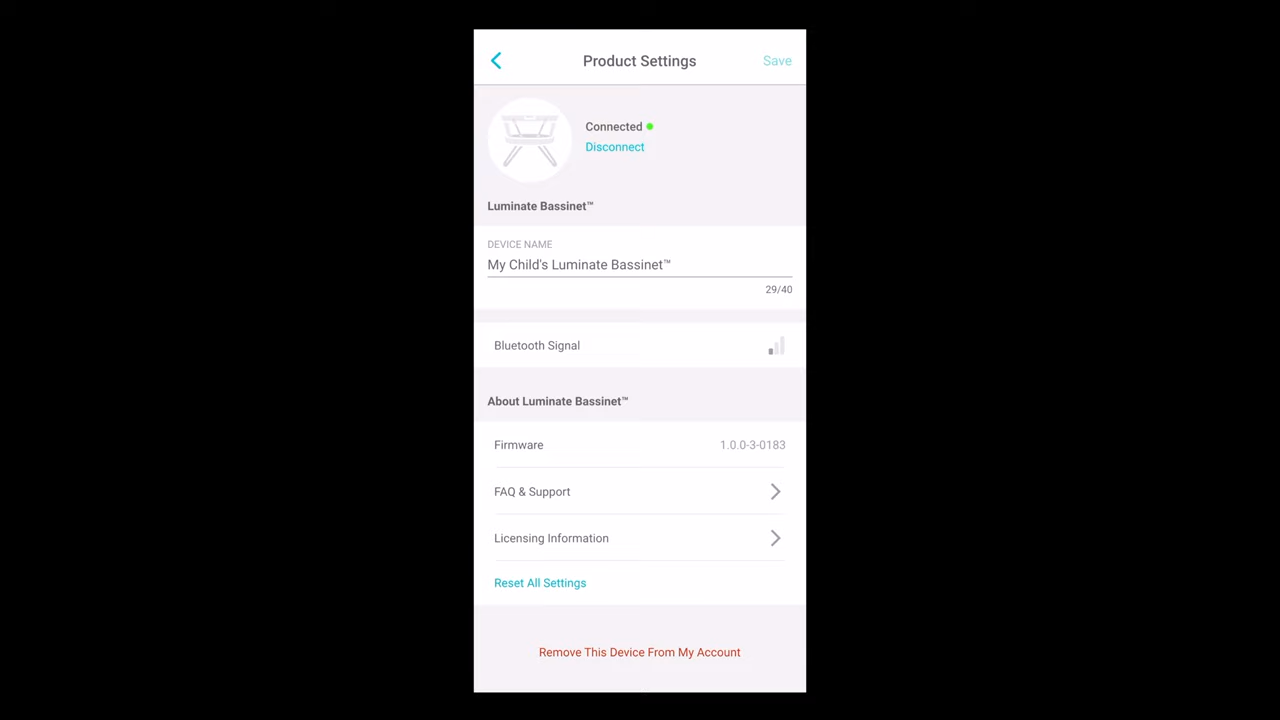 Product Settings
Save
Connected
Disconnect
Luminate Bassinet™
DEVICE NAME
My Child's Luminate Bassinet™
29/40
Bluetooth Signal
About Luminate Bassinet™
Firmware
1.0.0-3-0183
FAQ & Support
Licensing Information
Reset All Settings
Remove This Device From My Account